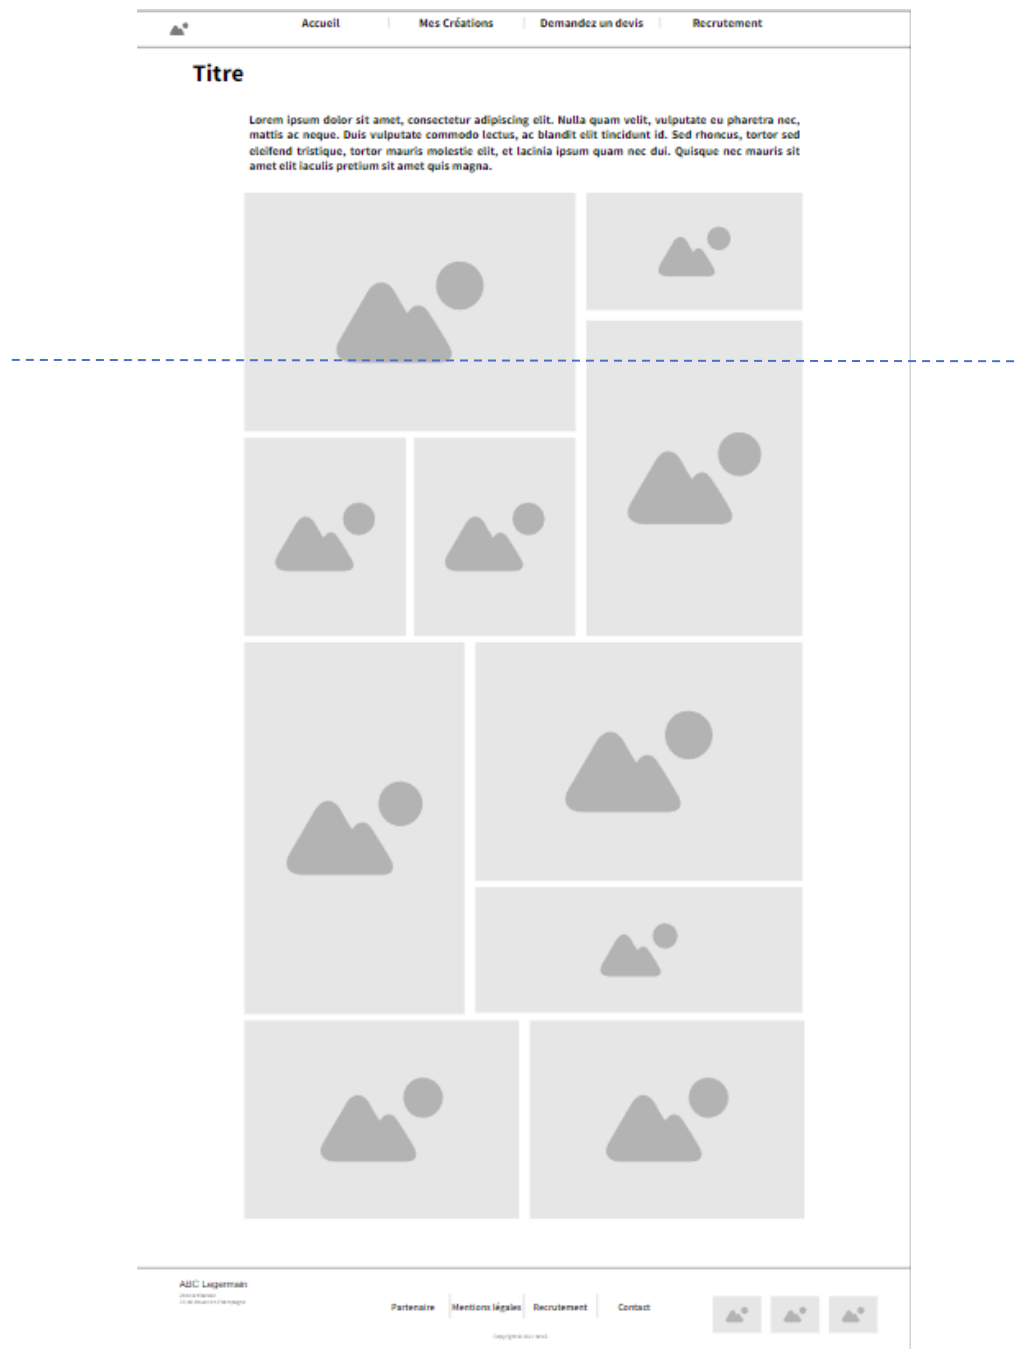 Accueil
Mes Créations
Demandez un devis
Recrutement
Titre
Lorem ipsum dolor sit amet, consectetur adipiscing elit. Nulla quam velit, vulputate eu pharetra nec,
mattis ac neque. Duis vulputate commodo lectus, ac blandit elit tincidunt id. Sed rhoncus, tortor sed
eleifend tristique, tortor mauris molestie elit, et lacinia ipsum quam nec dui. Quisque nec mauris sit
amet elit iaculis pretium sit amet quis magna.
ABC Legermain
Partenaire
Mentions légales
Recrutement
Contact